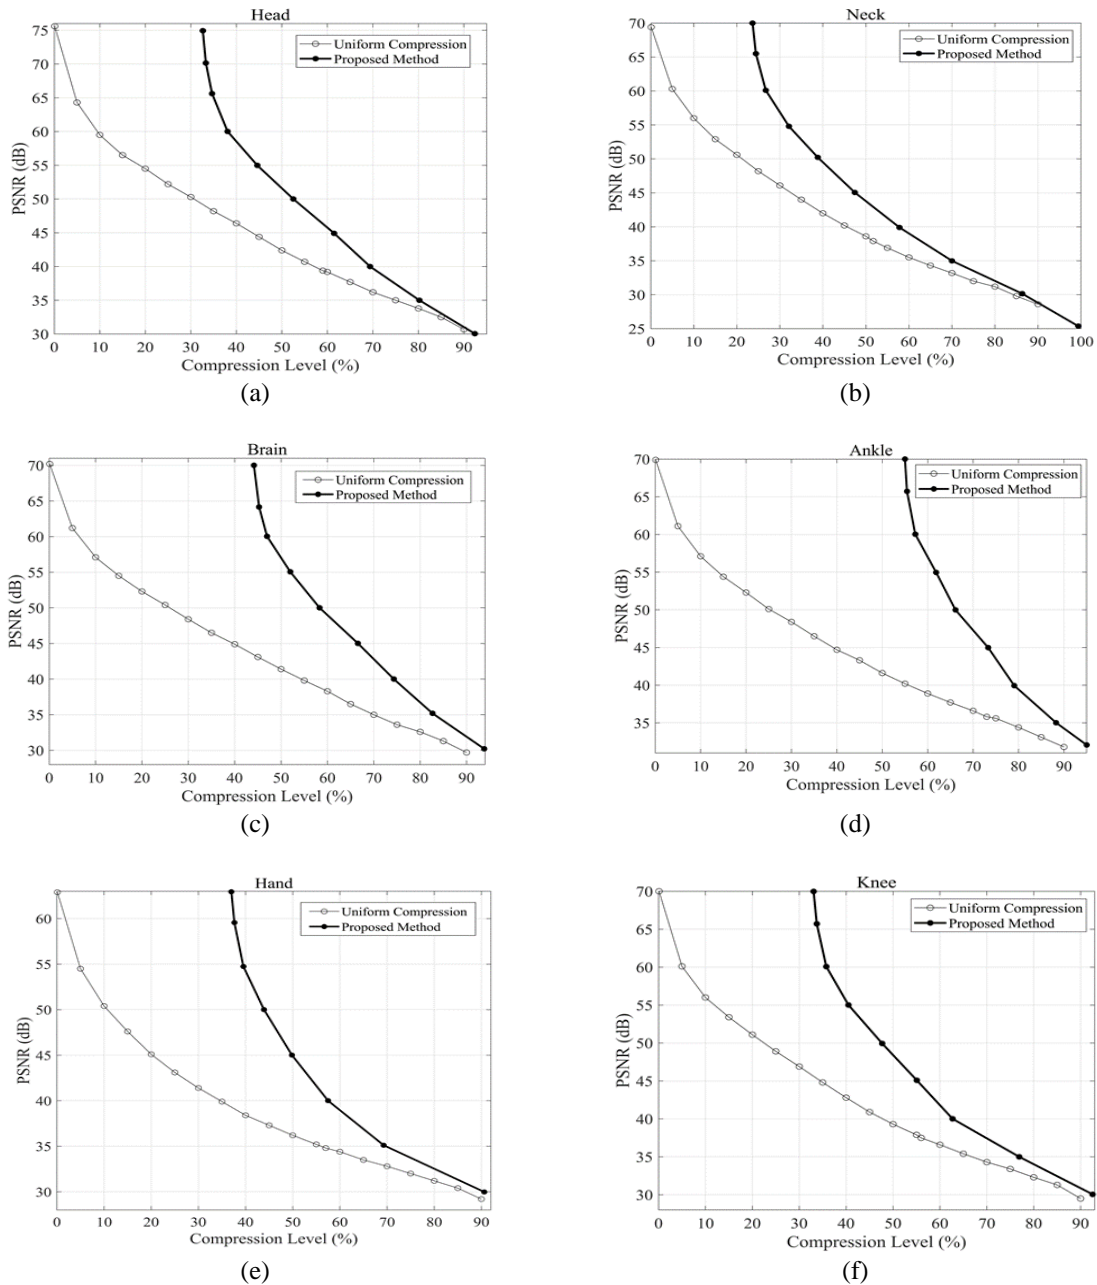 Head
Uniform Compression
Proposed Method
PSNR (dB)
75
70
65
60
55
50
45
40
35
30
0 10 20 30 40 50 60 70 80 90
Compression Level (%)
(a)
Neck
Uniform Compression
Proposed Method
PSNR (dB)
70
65
60
55
50
45
40
35
30
25
0 10 20 30 40 50 60 70 80 90 100
Compression Level (%)
(b)
Brain
Uniform Compression
Proposed Method
PSNR (dB)
70
65
60
55
50
45
40
35
30
0 10 20 30 40 50 60 70 80 90
Compression Level (%)
(c)
Ankle
Uniform Compression
Proposed Method
PSNR (dB)
70
65
60
55
50
45
40
35
0 10 20 30 40 50 60 70 80 90
Compression Level (%)
(d)
Hand
Uniform Compression
Proposed Method
PSNR (dB)
60
55
50
45
40
35
30
0 10 20 30 40 50 60 70 80 90
Compression Level (%)
(e)
Knee
Uniform Compression
Proposed Method
PSNR (dB)
70
65
60
55
50
45
40
35
30
0 10 20 30 40 50 60 70 80 90
Compression Level (%)
(f)